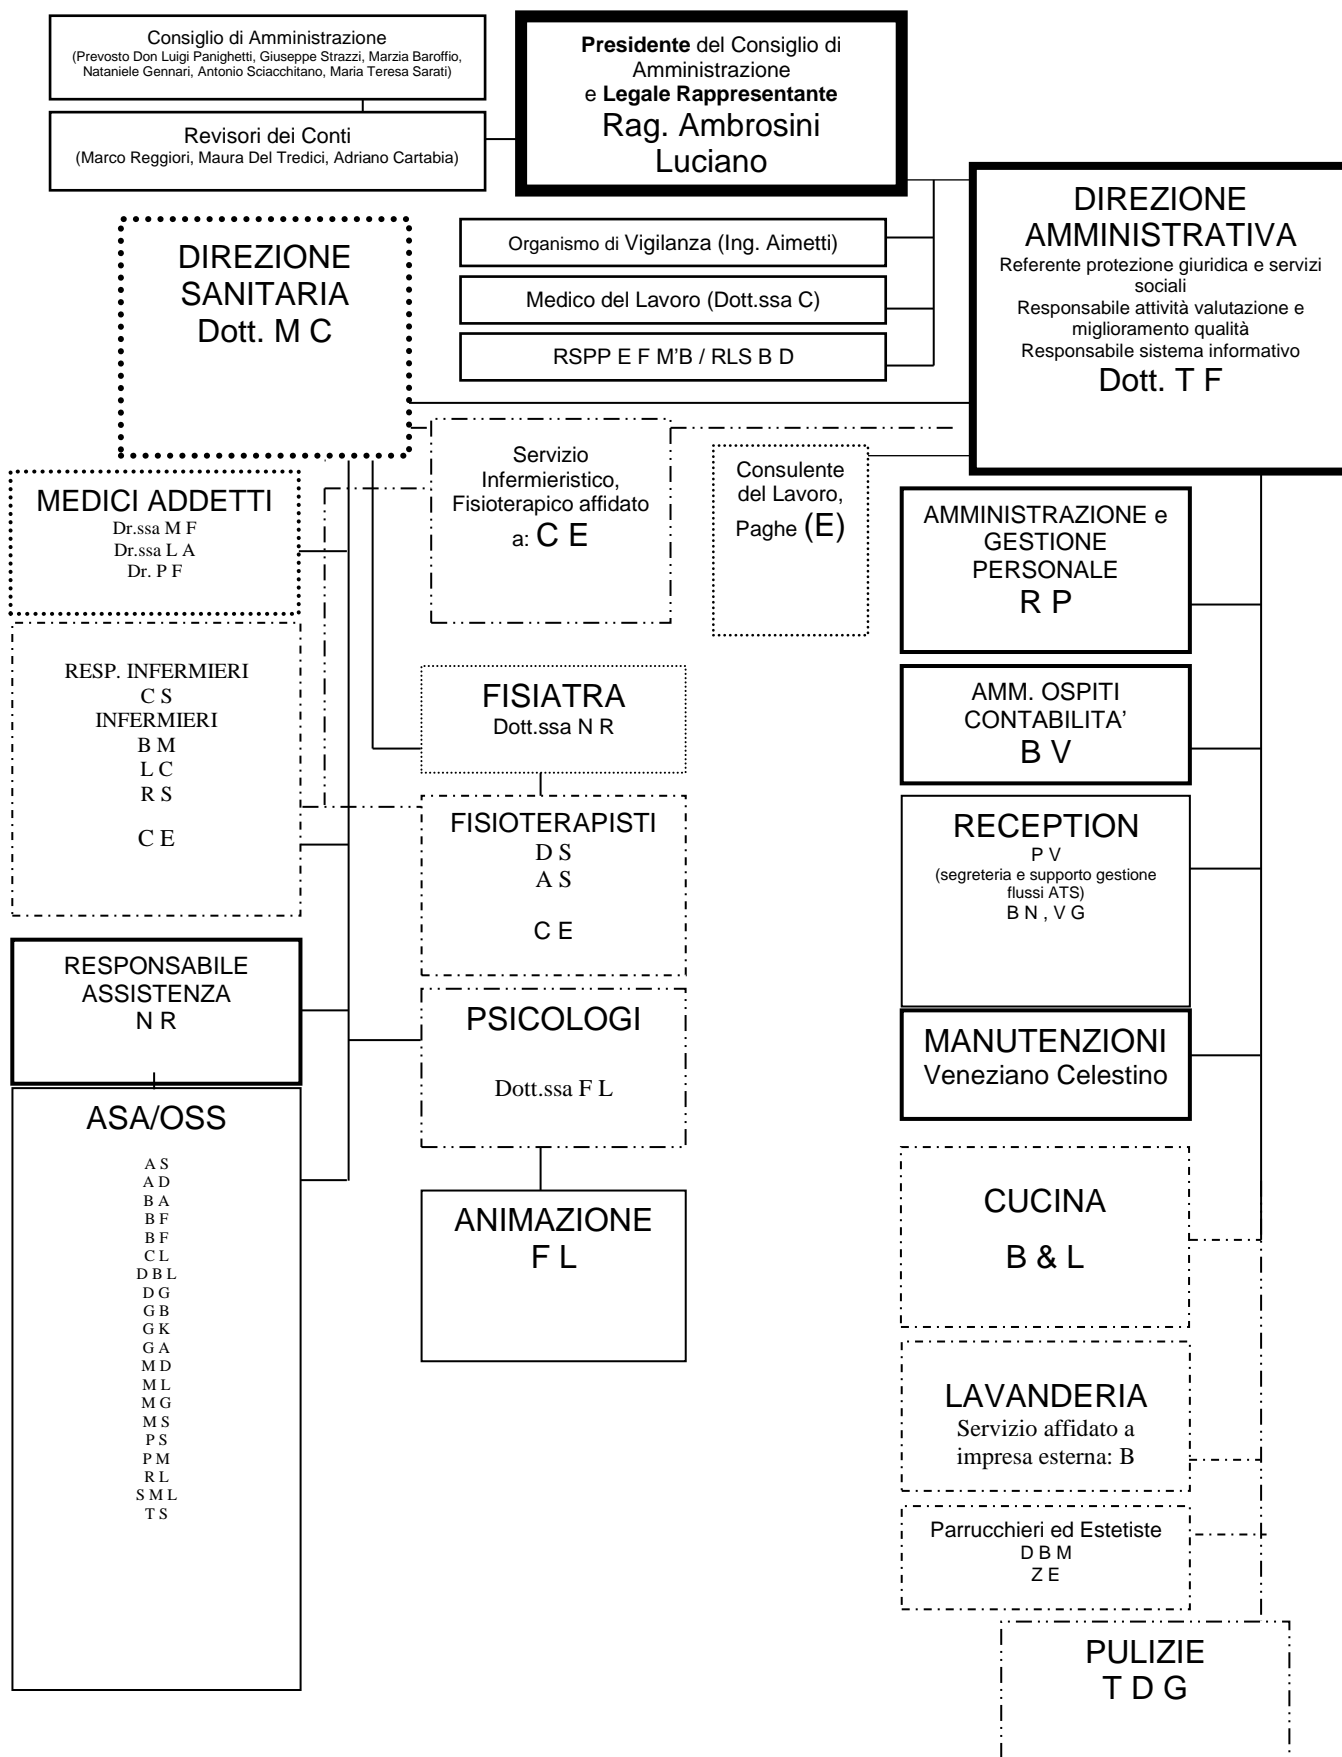 Consiglio di Amministrazione
(Prevosto Don Luigi Panighetti, Giuseppe Strazzi, Marzia Baroffio,
Nataniele Gennari, Antonio Sciacchitano, Maria Teresa Sarati)
Revisori dei Conti
(Marco Reggiori, Maura Del Tredici, Adriano Cartabia)
Presidente del Consiglio di
Amministrazione
e Legale Rappresentante
Rag. Ambrosini
Luciano
DIREZIONE
AMMINISTRATIVA
Referente protezione giuridica e servizi
sociali
Responsabile attività valutazione e
miglioramento qualità
Responsabile sistema informativo
Dott. T F
DIREZIONE
SANITARIA
Dott. M C
Organismo di Vigilanza (Ing. Aimetti)
Medico del Lavoro (Dott.ssa C)
RSPP E F M'B / RLS B D
Servizio
Infermieristico,
Fisioterapico affidato
a: C E
Consulente
del Lavoro,
Paghe (E)
MEDICI ADDETTI
Dr.ssa M F
Dr.ssa L A
Dr. P F
RESP. INFERMIERI
C S
INFERMIERI
B M
L C
R S
C E
RESPONSABILE
ASSISTENZA
N R
ASA/OSS
A S
A D
B A
B F
B F
C L
D B L
D G
G B
G K
G A
M D
M L
M G
M S
P S
P M
R L
S M L
T S
FISIATRA
Dott.ssa N R
FISIOTERAPISTI
D S
A S
C E
PSICOLOGI
Dott.ssa F L
ANIMAZIONE
F L
AMMINISTRAZIONE e
GESTIONE
PERSONALE
R P
AMM. OSPITI
CONTABILITA'
B V
RECEPTION
P V
(segreteria e supporto gestione
flussi ATS)
B N , V G
MANUTENZIONI
Veneziano Celestino
CUCINA
B & L
LAVANDERIA
Servizio affidato a
impresa esterna: B
Parrucchieri ed Estetiste
D B M
Z E
PULIZIE
T D G